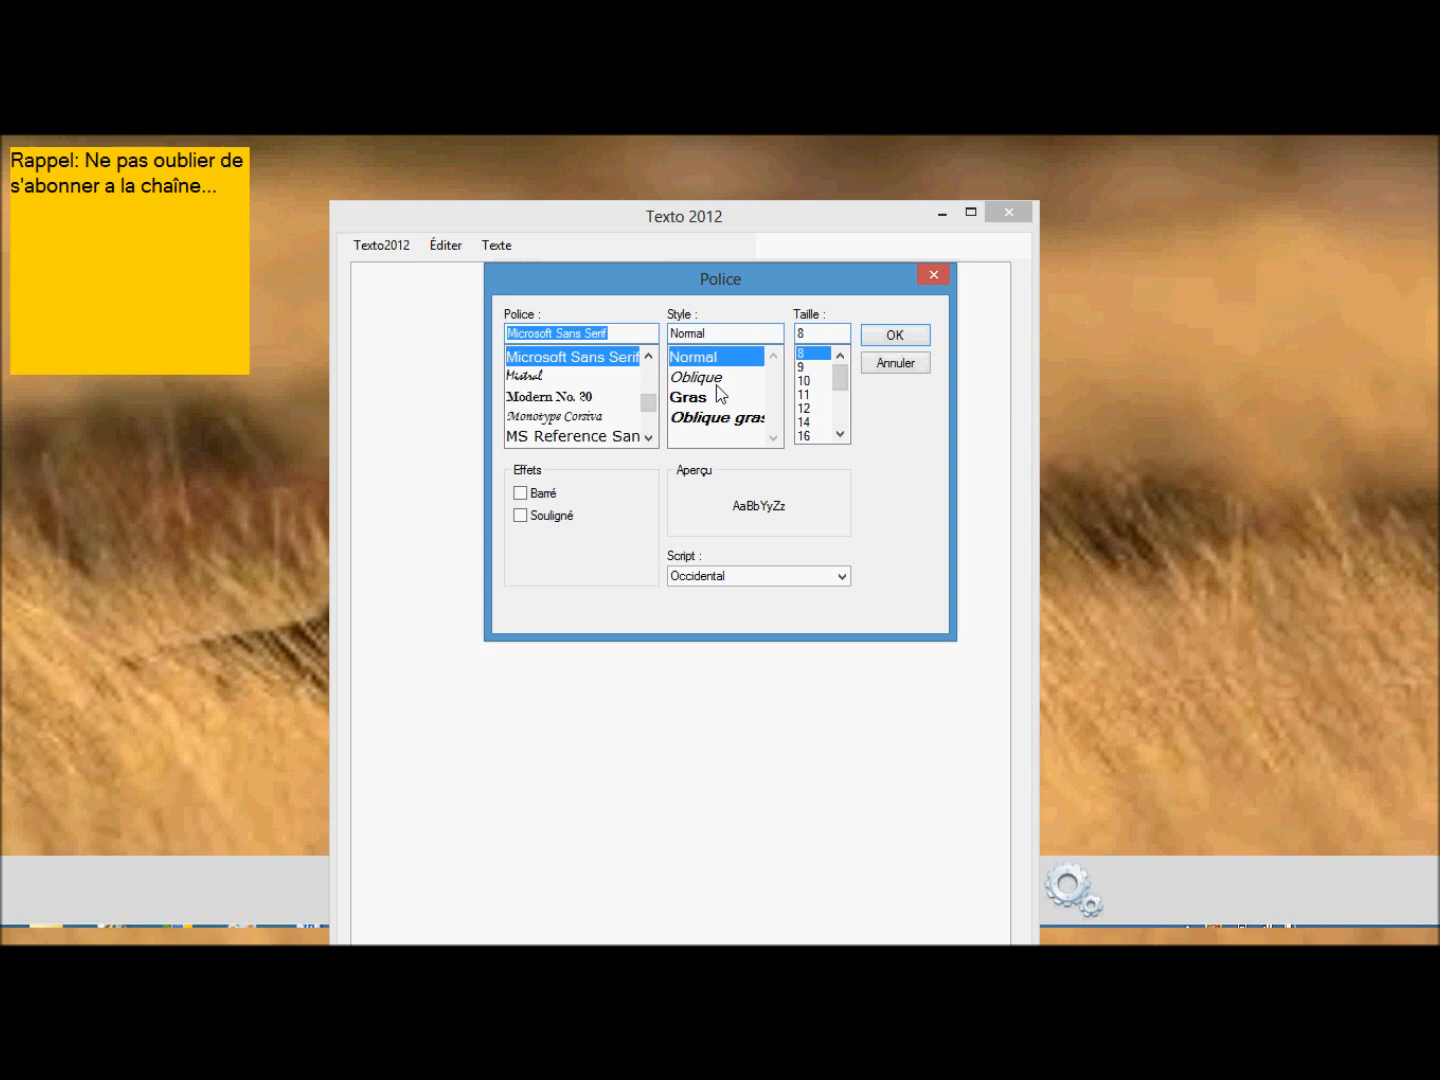 Rappel: Ne pas oublier de
s'abonner a la chaîne...
Texto 2012
Texto2012 Éditer Texte
Police
Police : Style : Taille :
Microsoft Sans Serif Normal 8 OK
Microsoft Sans Serif Normal 8 Annuler
Mistral Oblique 9
Modern No. 20 Gras 10
Monotype Corsiva Oblique gras 11
MS Reference San 12
14
16
Effets Aperçu
Barré AaBbYyZz
Souligné
Script :
Occidental